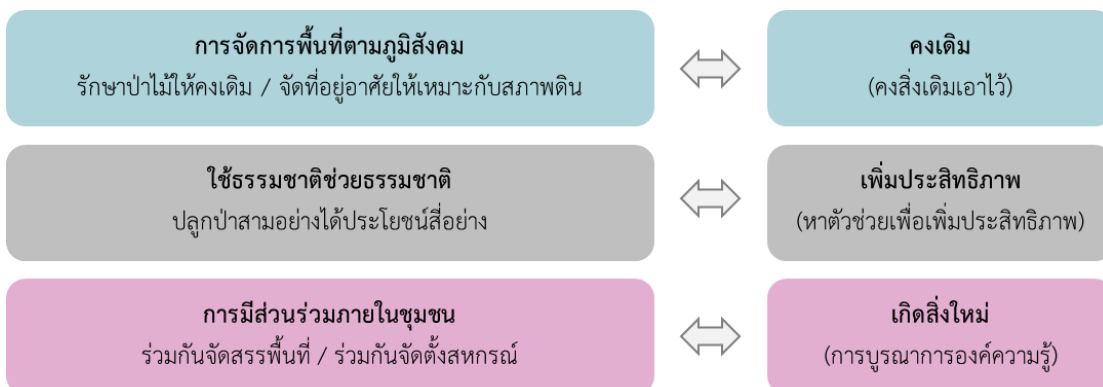 การจัดการพื้นที่ตามภูมิสังคม
รักษาป่าไม้ให้คงเดิม / จัดที่อยู่อาศัยให้เหมาะกับสภาพดิน
คงเดิม
(คงสิ่งเดิมเอาไว้)
ใช้ธรรมชาติช่วยธรรมชาติ
ปลูกป่าสามอย่างได้ประโยชน์สี่อย่าง
เพิ่มประสิทธิภาพ
(หาตัวช่วยเพื่อเพิ่มประสิทธิภาพ)
การมีส่วนร่วมภายในชุมชน
ร่วมกันจัดสรรพื้นที่ / ร่วมกันจัดตั้งสหกรณ์
เกิดสิ่งใหม่
(การบูรณาการองค์ความรู้)